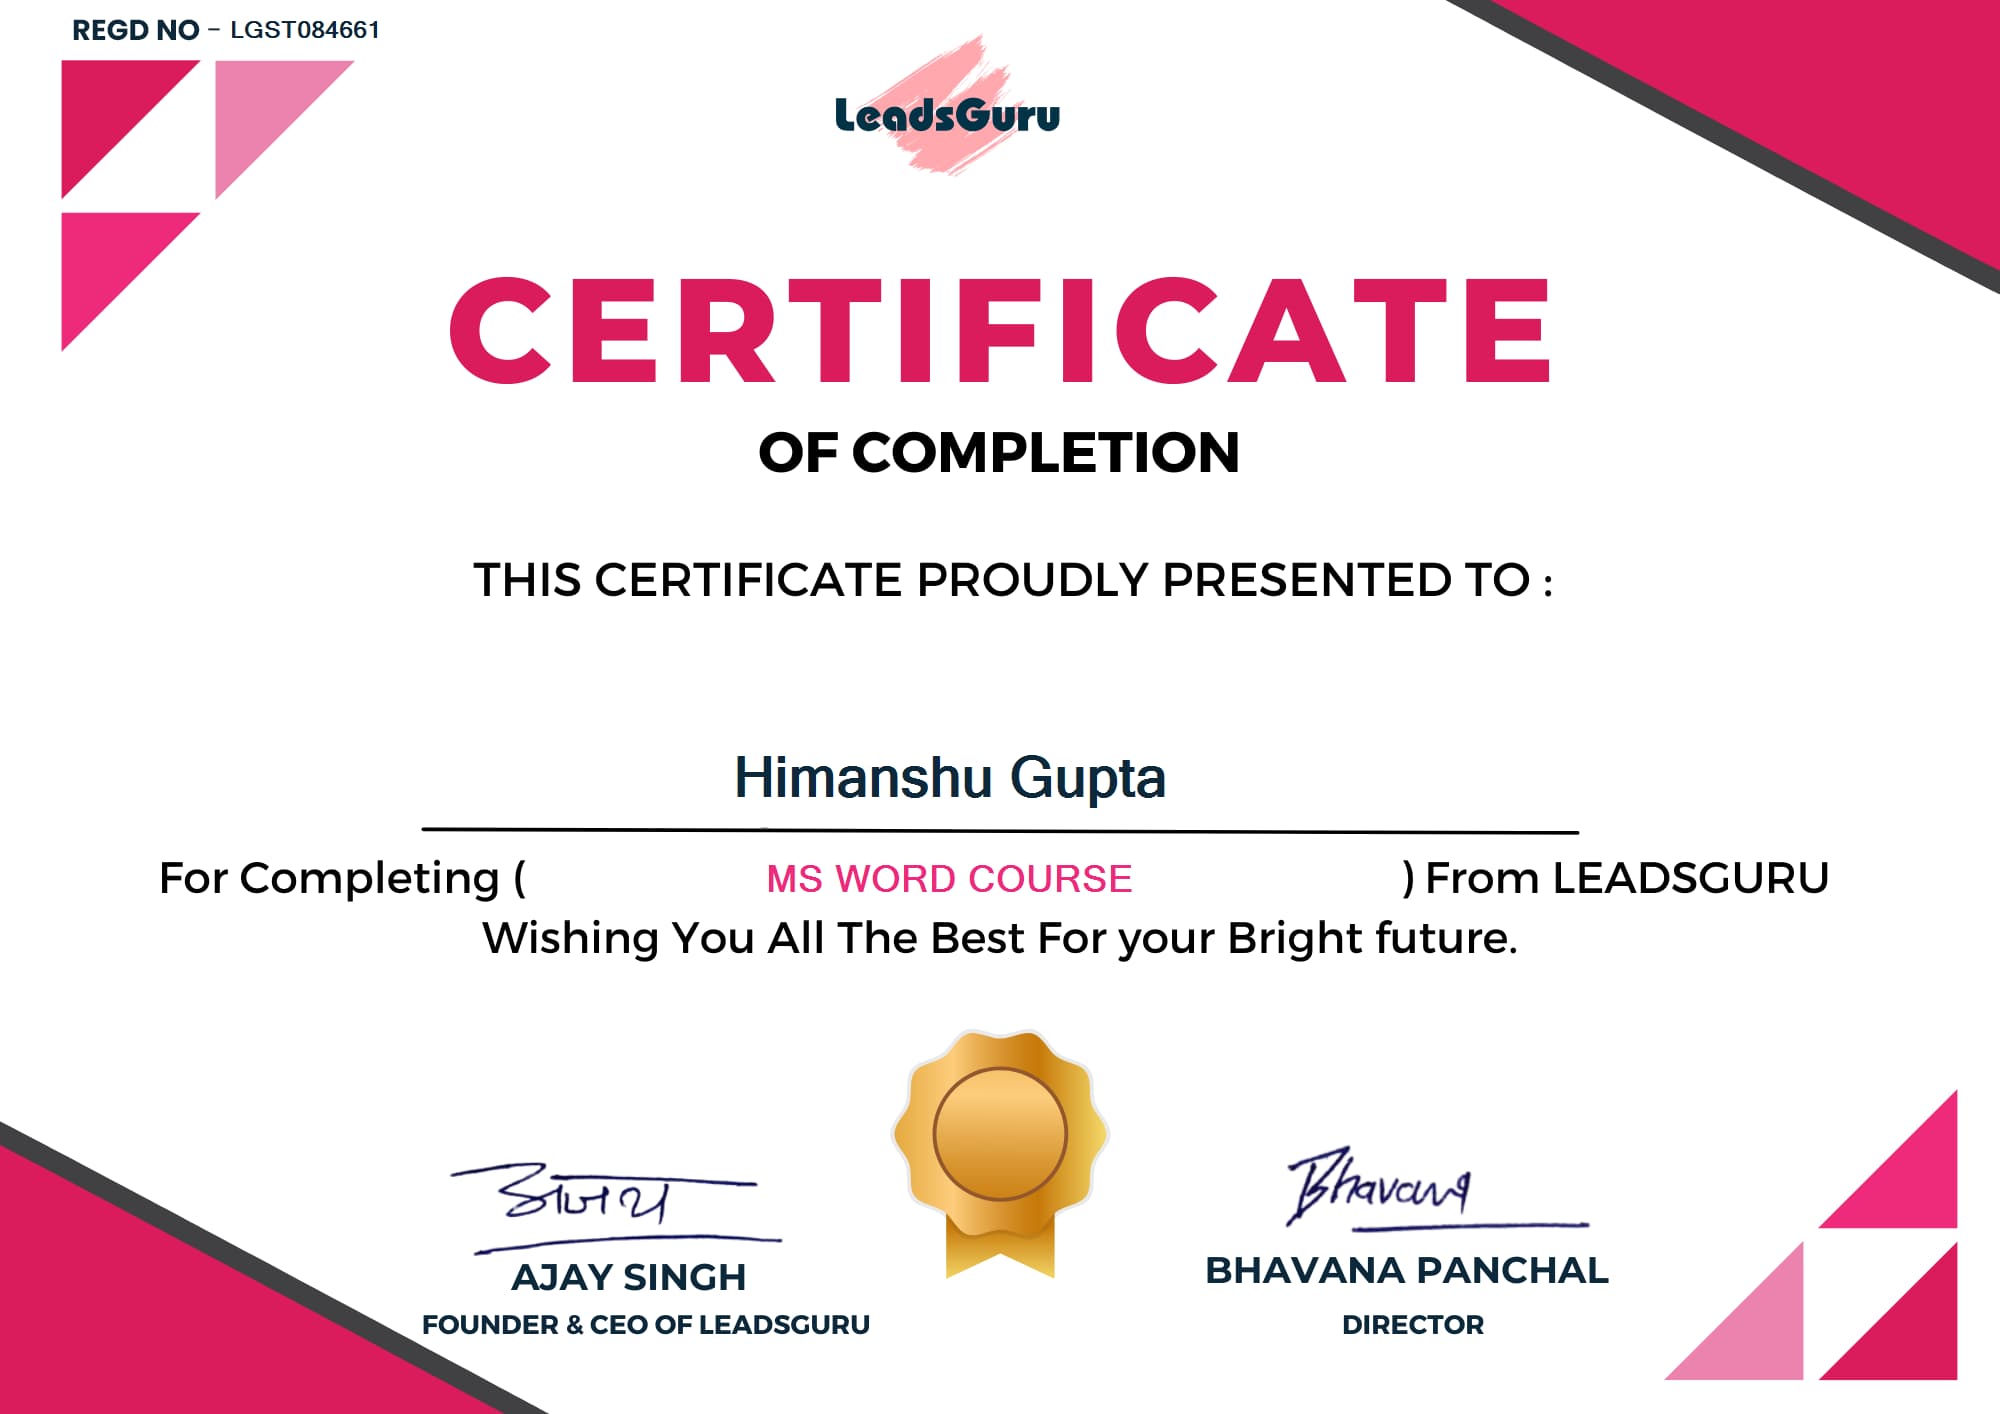 REGD NO - LGST084661
LeadsGuru
CERTIFICATE
OF COMPLETION
THIS CERTIFICATE PROUDLY PRESENTED TO :
Himanshu Gupta
For Completing ( MS WORD COURSE ) From LEADSGURU
Wishing You All The Best For your Bright future.
अजय
Bhavana
AJAY SINGH
BHAVANA PANCHAL
FOUNDER & CEO OF LEADSGURU
DIRECTOR